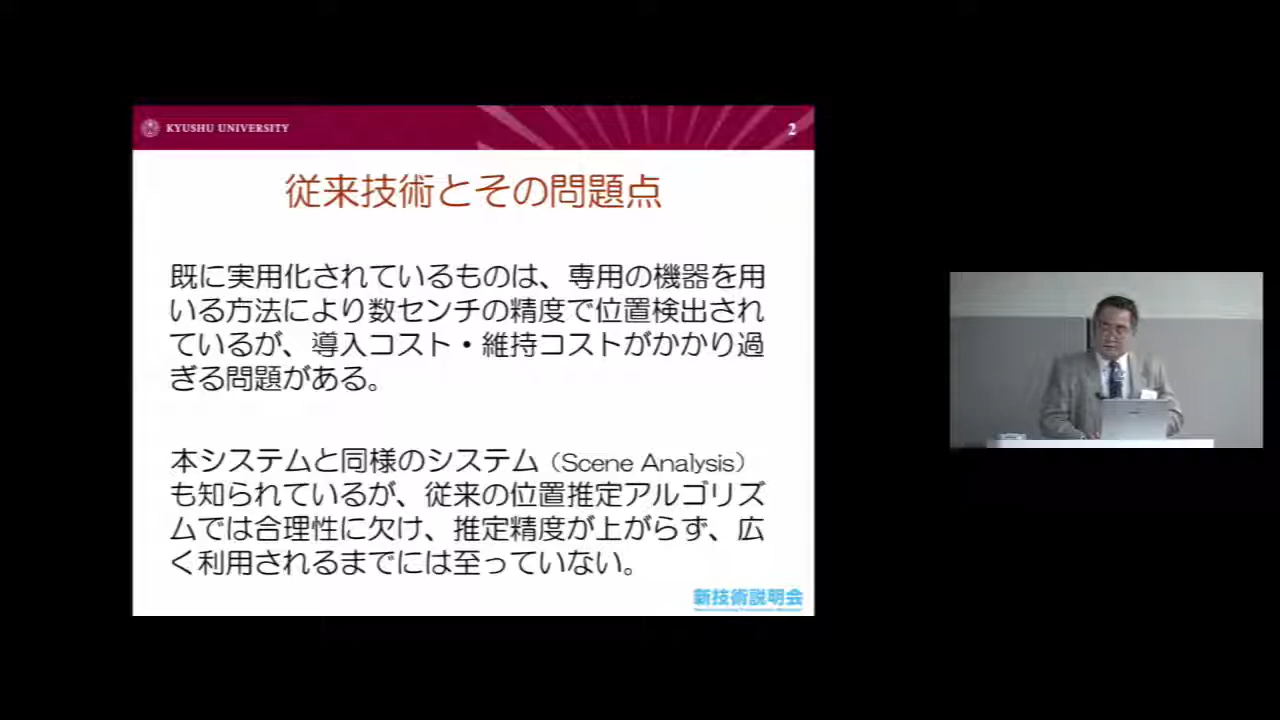 KYUSHU UNIVERSITY
2
従来技術とその問題点
既に実用化されているものは、専用の機器を用
いる方法により数センチの精度で位置検出され
ているが、導入コスト・維持コストがかかり過
ぎる問題がある。
本システムと同様のシステム（Scene Analysis）
も知られているが、従来の位置推定アルゴリズ
ムでは合理性に欠け、推定精度が上がらず、広
く利用されるまでには至っていない。
新技術説明会